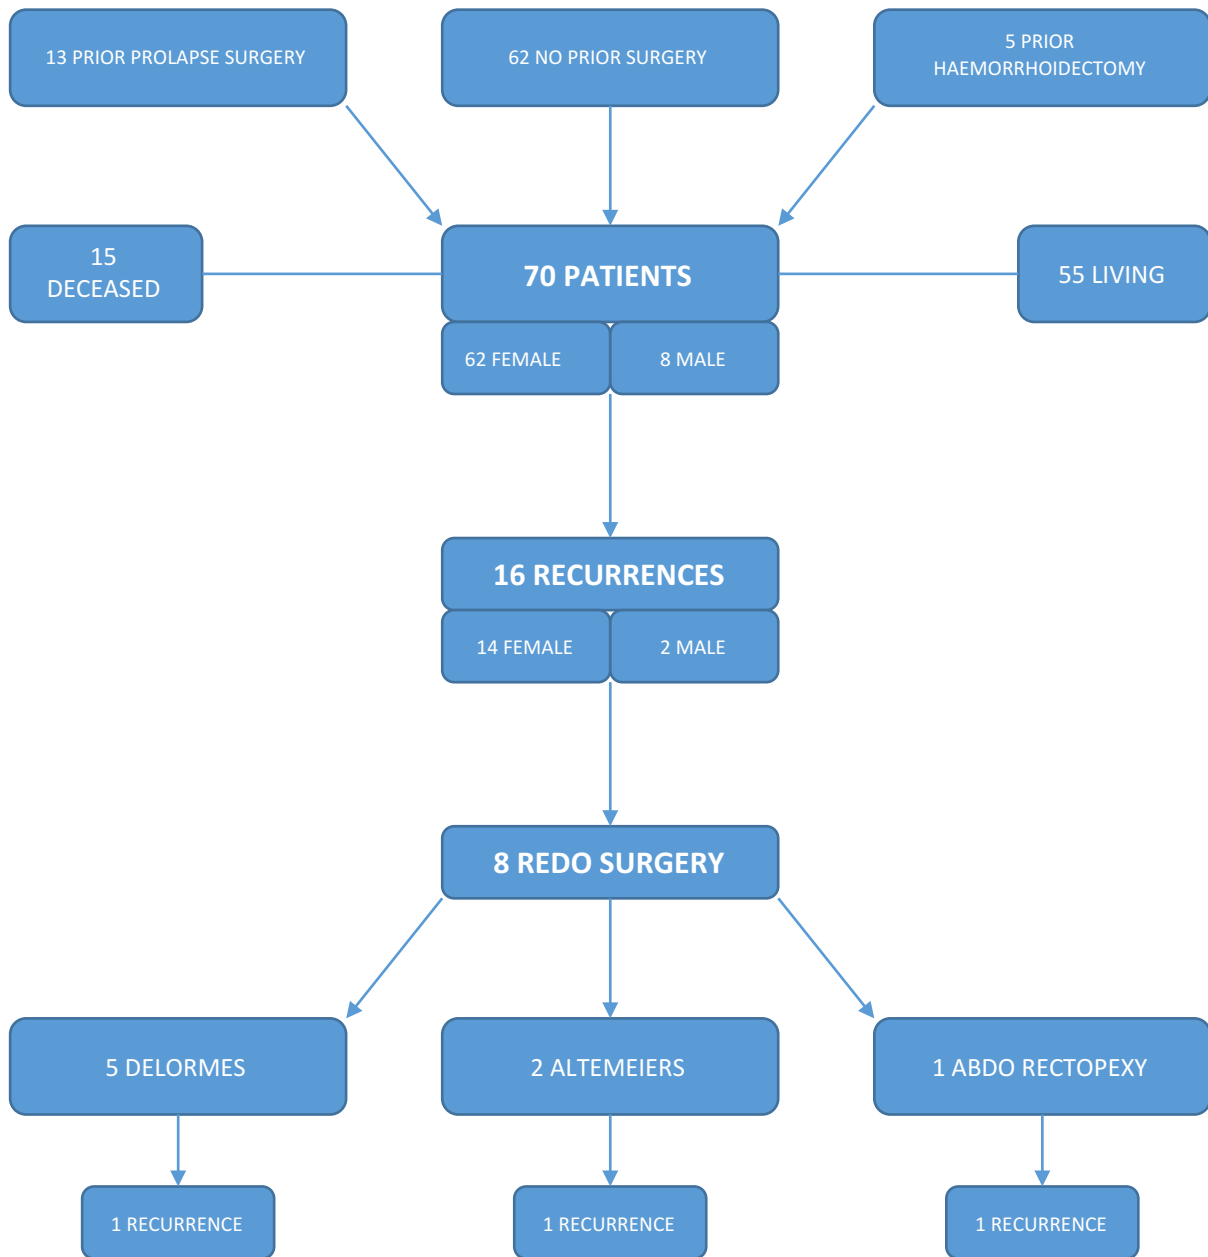 13 PRIOR PROLAPSE SURGERY
62 NO PRIOR SURGERY
5 PRIOR
HAEMORRHOIDECTOMY
15
DECEASED
70 PATIENTS
55 LIVING
62 FEMALE
8 MALE
16 RECURRENCES
14 FEMALE
2 MALE
8 REDO SURGERY
5 DELORMES
2 ALTEMEIERS
1 ABDO RECTOPEXY
1 RECURRENCE
1 RECURRENCE
1 RECURRENCE